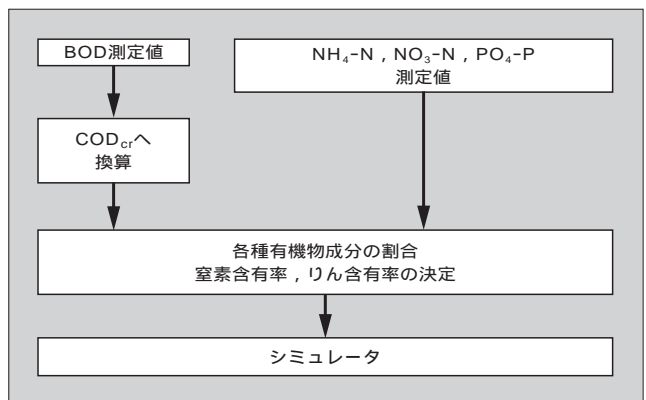 BOD測定値
NH₄-N，NO₃-N，PO₄-P
測定値
CODcrへ
換算
各種有機物成分の割合
窒素含有率，りん含有率の決定
シミュレータ